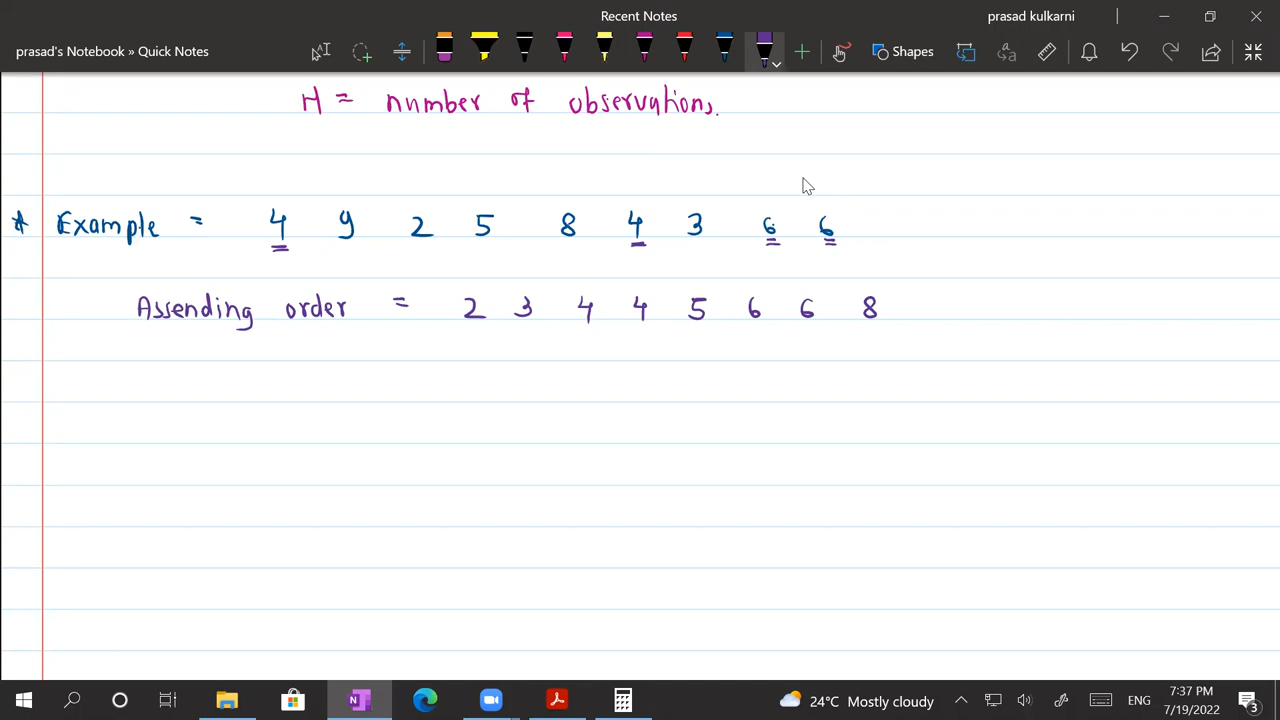 Recent Notes
prasad kulkarni
prasad's Notebook » Quick Notes
Shapes
H = number of observations.
* Example = 4 9 2 5 8 4 3 6 6
Assending order = 2 3 4 4 5 6 6 8
24°C Mostly cloudy
ENG
7:37 PM
7/19/2022
3